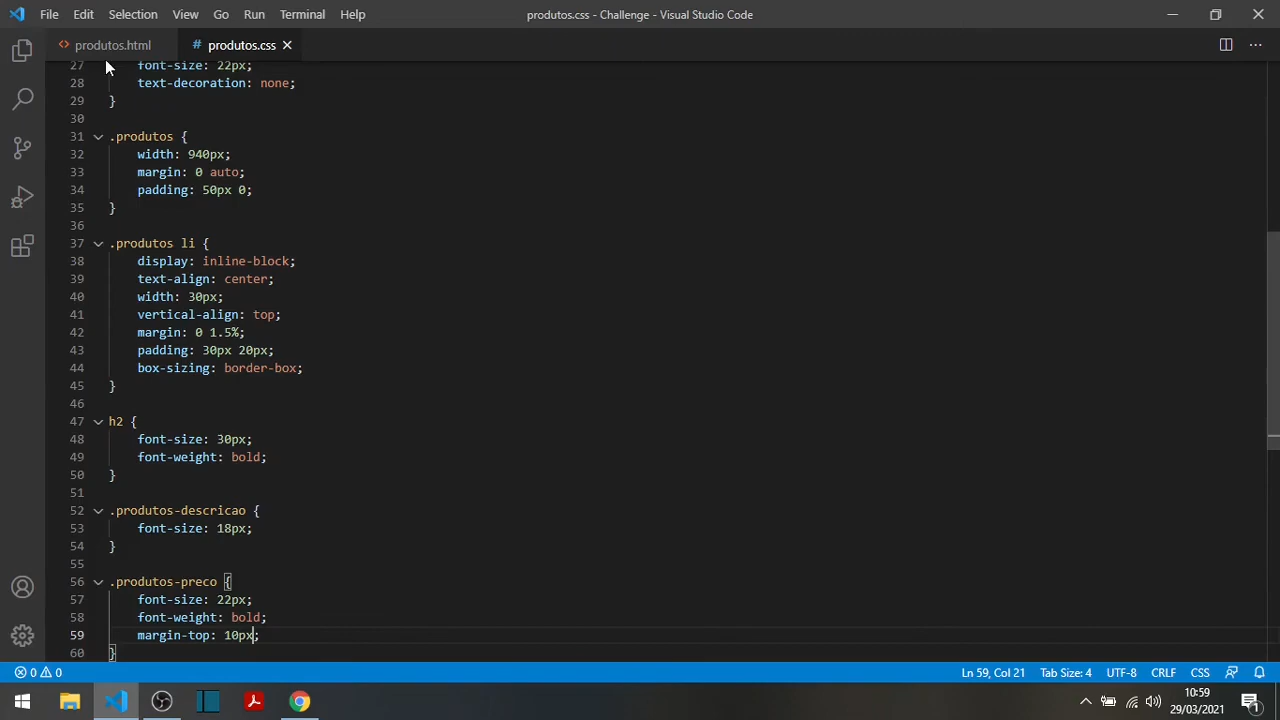 File Edit Selection View Go Run Terminal Help produtos.css - Challenge - Visual Studio Code
<> produtos.html # produtos.css
27 font-size: 22px;
28 text-decoration: none;
29 }
30
31 .produtos {
32 width: 940px;
33 margin: 0 auto;
34 padding: 50px 0;
35 }
36
37 .produtos li {
38 display: inline-block;
39 text-align: center;
40 width: 30px;
41 vertical-align: top;
42 margin: 0 1.5%;
43 padding: 30px 20px;
44 box-sizing: border-box;
45 }
46
47 h2 {
48 font-size: 30px;
49 font-weight: bold;
50 }
51
52 .produtos-descricao {
53 font-size: 18px;
54 }
55
56 .produtos-preco {
57 font-size: 22px;
58 font-weight: bold;
59 margin-top: 10px;
60 }
0 0 Ln 59, Col 21 Tab Size: 4 UTF-8 CRLF CSS
10:59
29/03/2021
1